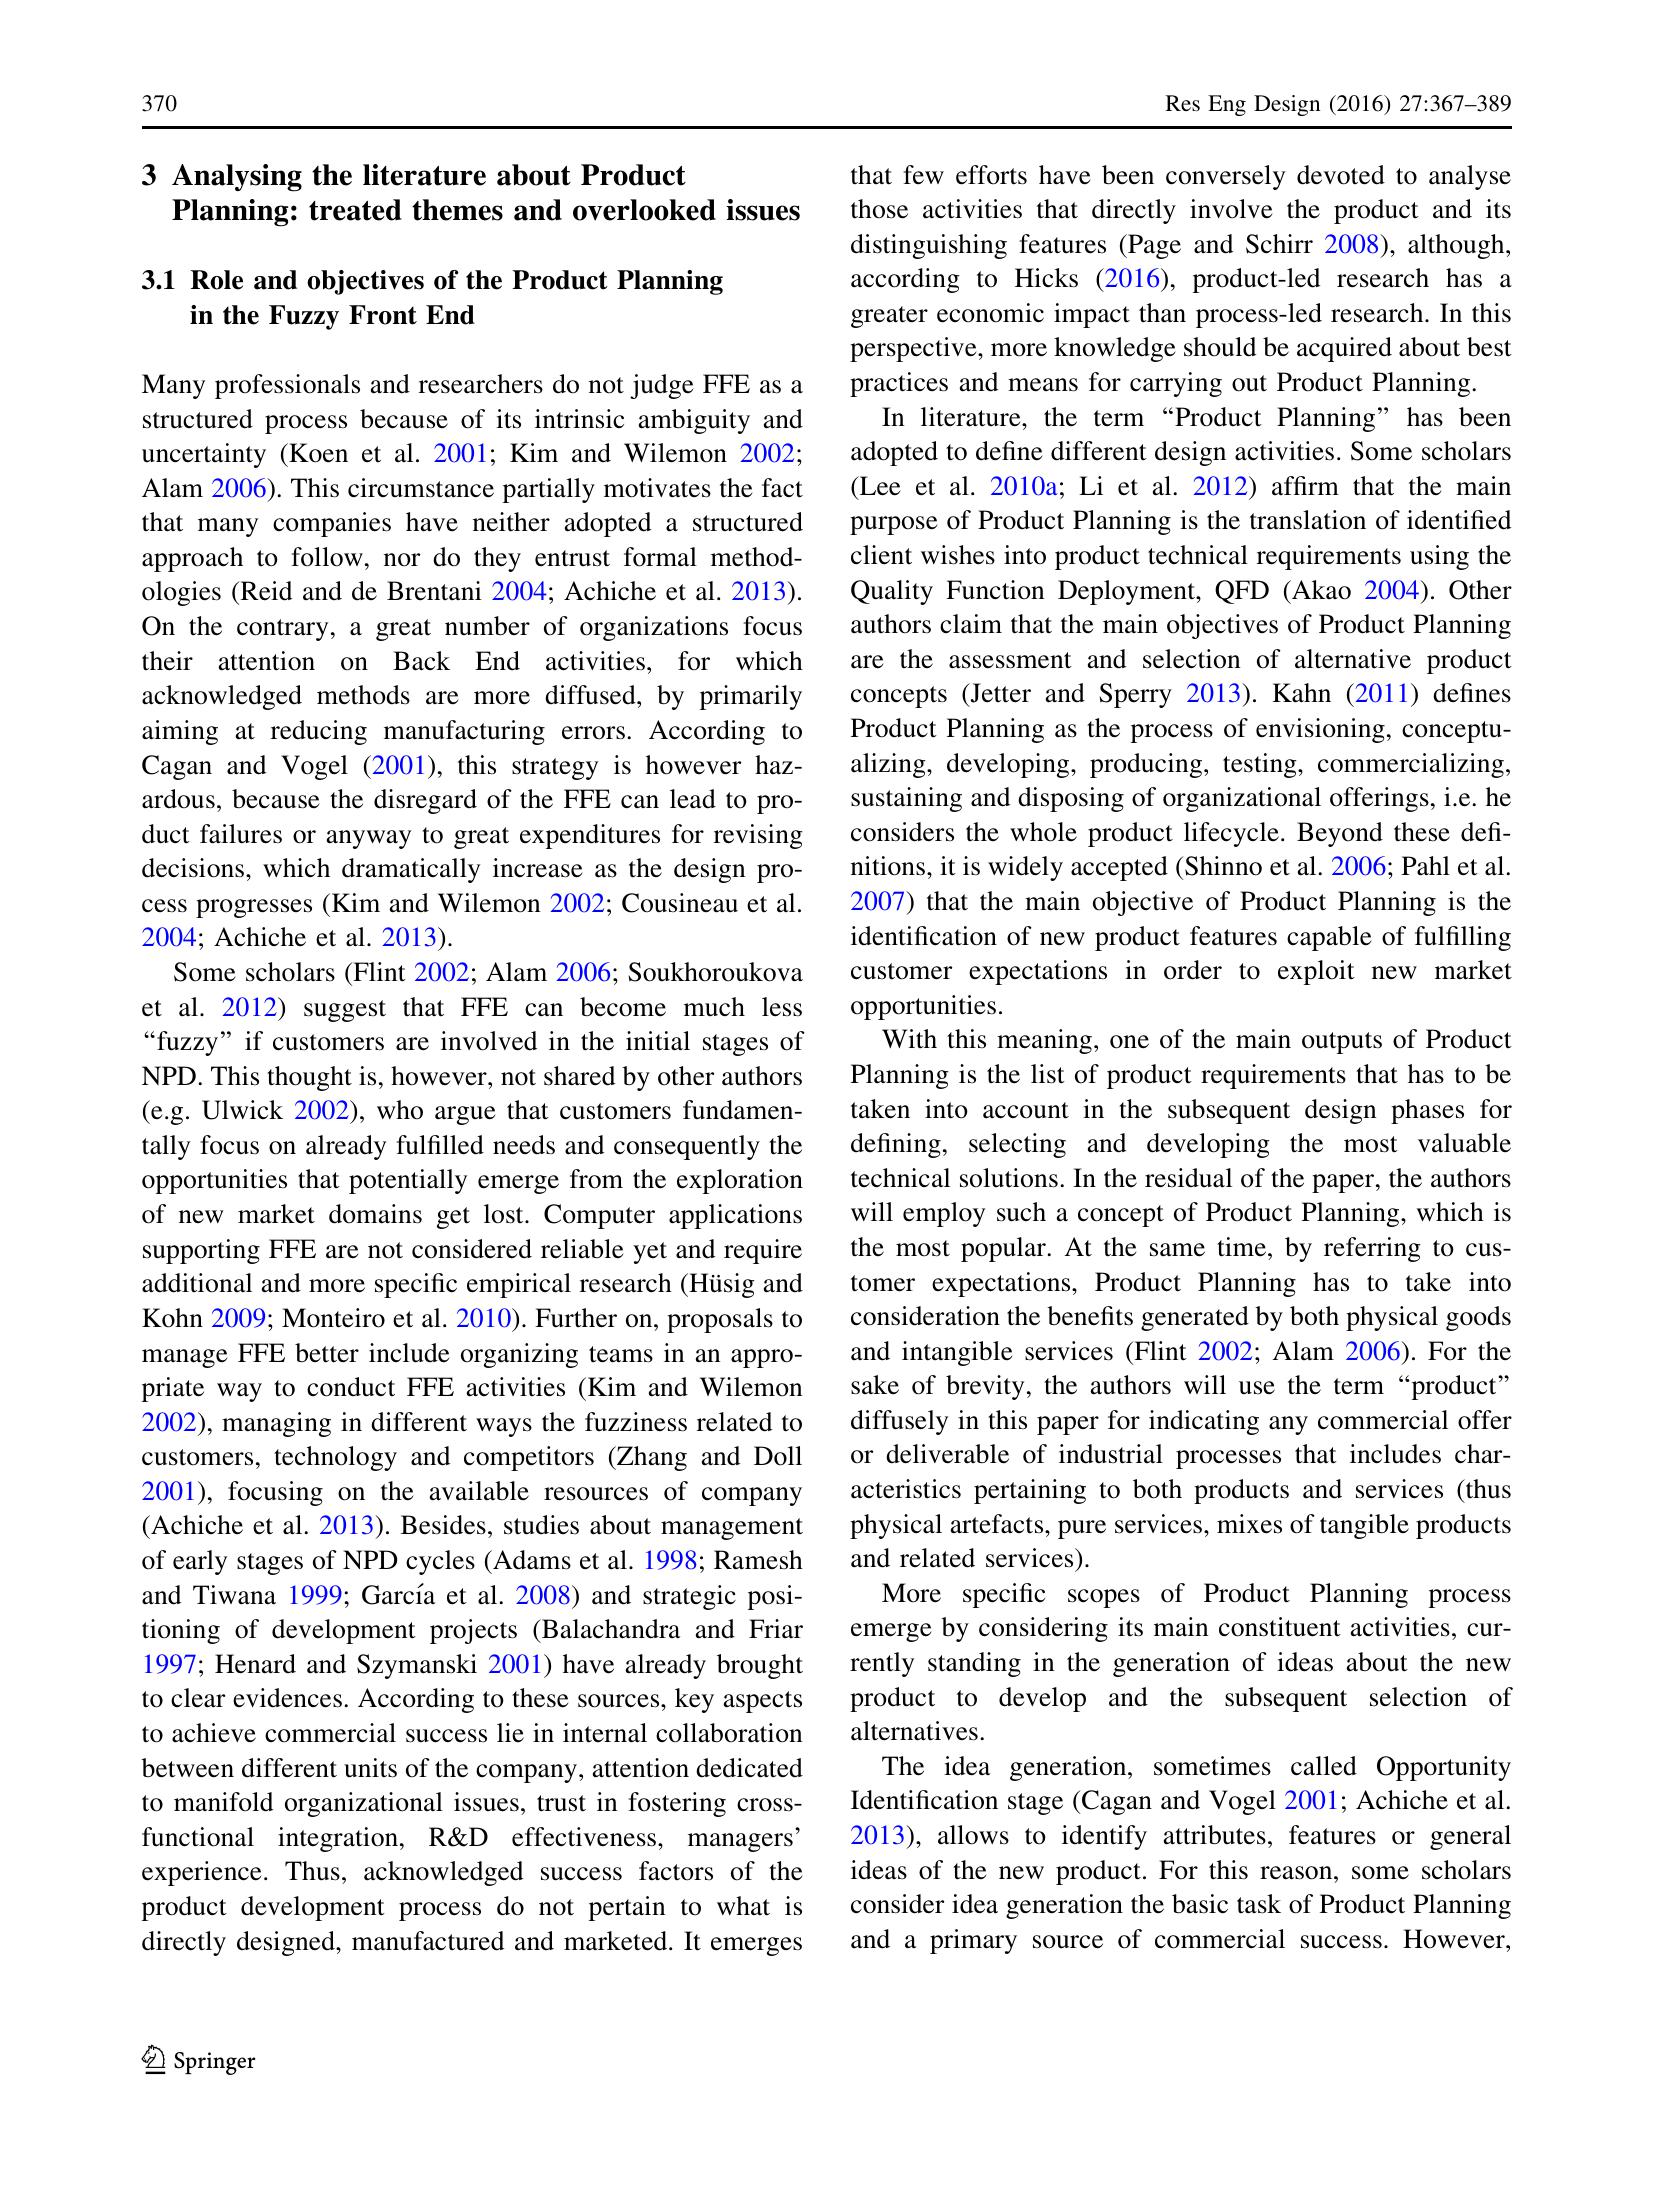 370
Res Eng Design (2016) 27:367–389
3 Analysing the literature about Product
Planning: treated themes and overlooked issues
3.1 Role and objectives of the Product Planning
in the Fuzzy Front End
Many professionals and researchers do not judge FFE as a
structured process because of its intrinsic ambiguity and
uncertainty (Koen et al. 2001; Kim and Wilemon 2002;
Alam 2006). This circumstance partially motivates the fact
that many companies have neither adopted a structured
approach to follow, nor do they entrust formal method-
ologies (Reid and de Brentani 2004; Achiche et al. 2013).
On the contrary, a great number of organizations focus
their attention on Back End activities, for which
acknowledged methods are more diffused, by primarily
aiming at reducing manufacturing errors. According to
Cagan and Vogel (2001), this strategy is however haz-
ardous, because the disregard of the FFE can lead to pro-
duct failures or anyway to great expenditures for revising
decisions, which dramatically increase as the design pro-
cess progresses (Kim and Wilemon 2002; Cousineau et al.
2004; Achiche et al. 2013).
Some scholars (Flint 2002; Alam 2006; Soukhoroukova
et al. 2012) suggest that FFE can become much less
“fuzzy” if customers are involved in the initial stages of
NPD. This thought is, however, not shared by other authors
(e.g. Ulwick 2002), who argue that customers fundamen-
tally focus on already fulfilled needs and consequently the
opportunities that potentially emerge from the exploration
of new market domains get lost. Computer applications
supporting FFE are not considered reliable yet and require
additional and more specific empirical research (Hüsig and
Kohn 2009; Monteiro et al. 2010). Further on, proposals to
manage FFE better include organizing teams in an appro-
priate way to conduct FFE activities (Kim and Wilemon
2002), managing in different ways the fuzziness related to
customers, technology and competitors (Zhang and Doll
2001), focusing on the available resources of company
(Achiche et al. 2013). Besides, studies about management
of early stages of NPD cycles (Adams et al. 1998; Ramesh
and Tiwana 1999; García et al. 2008) and strategic posi-
tioning of development projects (Balachandra and Friar
1997; Henard and Szymanski 2001) have already brought
to clear evidences. According to these sources, key aspects
to achieve commercial success lie in internal collaboration
between different units of the company, attention dedicated
to manifold organizational issues, trust in fostering cross-
functional integration, R&D effectiveness, managers’
experience. Thus, acknowledged success factors of the
product development process do not pertain to what is
directly designed, manufactured and marketed. It emerges
that few efforts have been conversely devoted to analyse
those activities that directly involve the product and its
distinguishing features (Page and Schirr 2008), although,
according to Hicks (2016), product-led research has a
greater economic impact than process-led research. In this
perspective, more knowledge should be acquired about best
practices and means for carrying out Product Planning.
In literature, the term “Product Planning” has been
adopted to define different design activities. Some scholars
(Lee et al. 2010a; Li et al. 2012) affirm that the main
purpose of Product Planning is the translation of identified
client wishes into product technical requirements using the
Quality Function Deployment, QFD (Akao 2004). Other
authors claim that the main objectives of Product Planning
are the assessment and selection of alternative product
concepts (Jetter and Sperry 2013). Kahn (2011) defines
Product Planning as the process of envisioning, conceptu-
alizing, developing, producing, testing, commercializing,
sustaining and disposing of organizational offerings, i.e. he
considers the whole product lifecycle. Beyond these defi-
nitions, it is widely accepted (Shinno et al. 2006; Pahl et al.
2007) that the main objective of Product Planning is the
identification of new product features capable of fulfilling
customer expectations in order to exploit new market
opportunities.
With this meaning, one of the main outputs of Product
Planning is the list of product requirements that has to be
taken into account in the subsequent design phases for
defining, selecting and developing the most valuable
technical solutions. In the residual of the paper, the authors
will employ such a concept of Product Planning, which is
the most popular. At the same time, by referring to cus-
tomer expectations, Product Planning has to take into
consideration the benefits generated by both physical goods
and intangible services (Flint 2002; Alam 2006). For the
sake of brevity, the authors will use the term “product”
diffusely in this paper for indicating any commercial offer
or deliverable of industrial processes that includes char-
acteristics pertaining to both products and services (thus
physical artefacts, pure services, mixes of tangible products
and related services).
More specific scopes of Product Planning process
emerge by considering its main constituent activities, cur-
rently standing in the generation of ideas about the new
product to develop and the subsequent selection of
alternatives.
The idea generation, sometimes called Opportunity
Identification stage (Cagan and Vogel 2001; Achiche et al.
2013), allows to identify attributes, features or general
ideas of the new product. For this reason, some scholars
consider idea generation the basic task of Product Planning
and a primary source of commercial success. However,
Springer